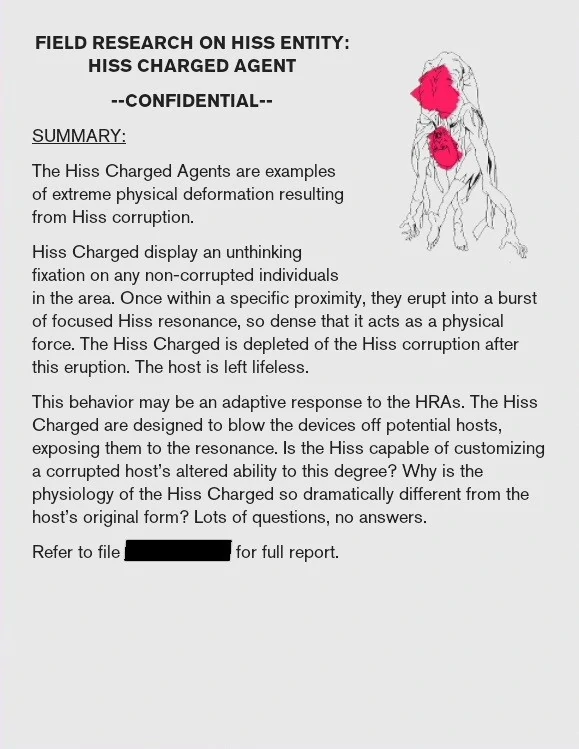 FIELD RESEARCH ON HISS ENTITY:
HISS CHARGED AGENT
--CONFIDENTIAL--
SUMMARY:
The Hiss Charged Agents are examples
of extreme physical deformation resulting
from Hiss corruption.
Hiss Charged display an unthinking
fixation on any non-corrupted individuals
in the area. Once within a specific proximity, they erupt into a burst
of focused Hiss resonance, so dense that it acts as a physical
force. The Hiss Charged is depleted of the Hiss corruption after
this eruption. The host is left lifeless.
This behavior may be an adaptive response to the HRAs. The Hiss
Charged are designed to blow the devices off potential hosts,
exposing them to the resonance. Is the Hiss capable of customizing
a corrupted host’s altered ability to this degree? Why is the
physiology of the Hiss Charged so dramatically different from the
host’s original form? Lots of questions, no answers.
Refer to file for full report.